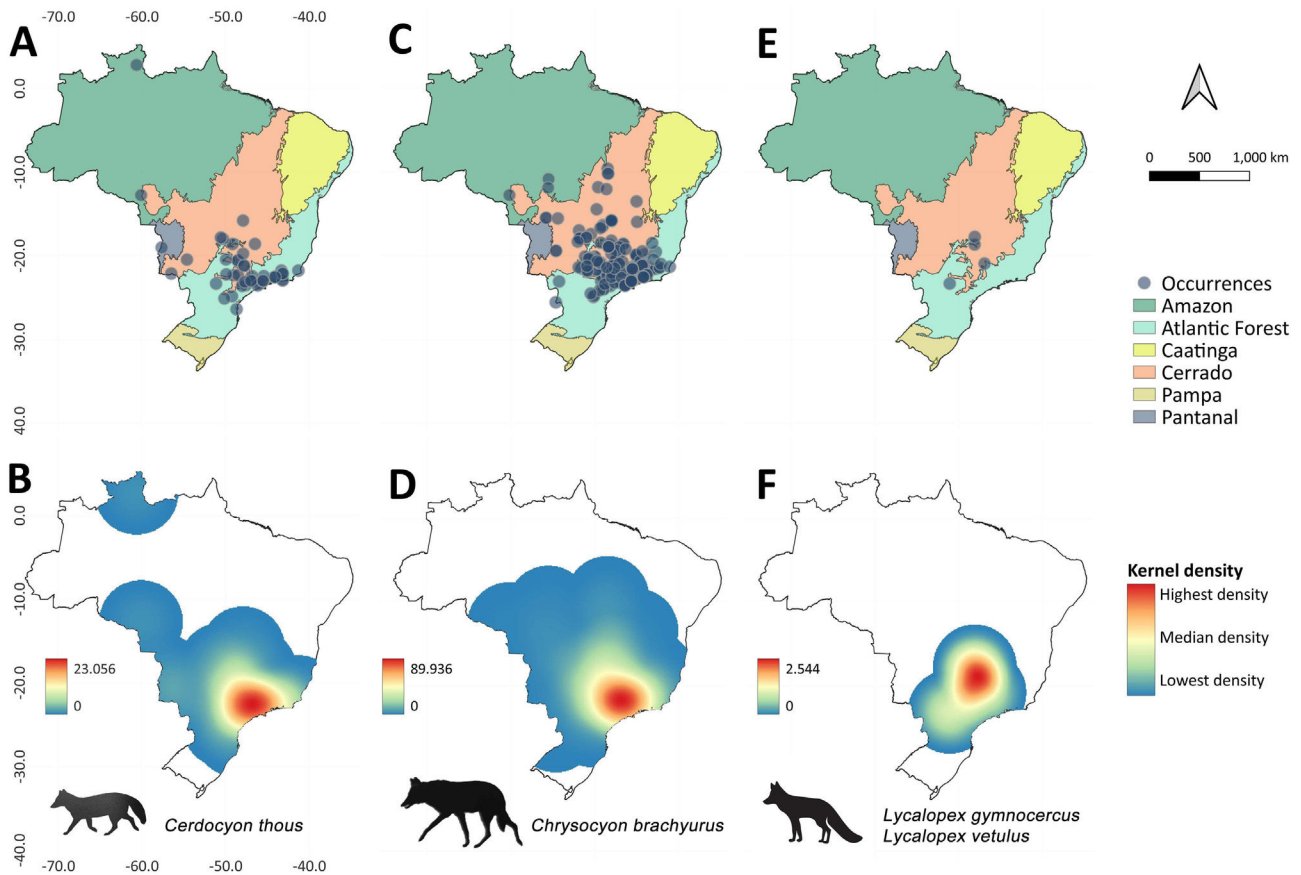 -70.0 -60.0 -50.0 -40.0
A
C
E
0.0
-10.0
-20.0
-30.0
-40.0
0 500 1,000 km
Occurrences
Amazon
Atlantic Forest
Caatinga
Cerrado
Pampa
Pantanal
B
D
F
0.0
-10.0
-20.0
-30.0
-40.0
23.056
0
89.936
0
2.544
0
Kernel density
Highest density
Median density
Lowest density
Cerdocyon thous
Chrysocyon brachyurus
Lycalopex gymnocercus
Lycalopex vetulus
-70.0 -60.0 -50.0 -40.0